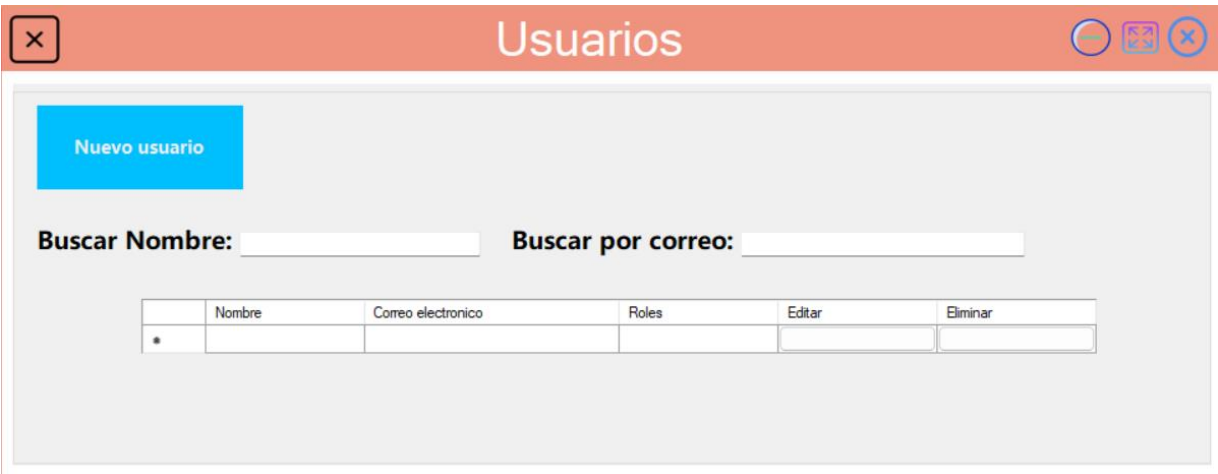 Usuarios
Nuevo usuario
Buscar Nombre: Buscar por correo:
Nombre Correo electronico Roles Editar Eliminar